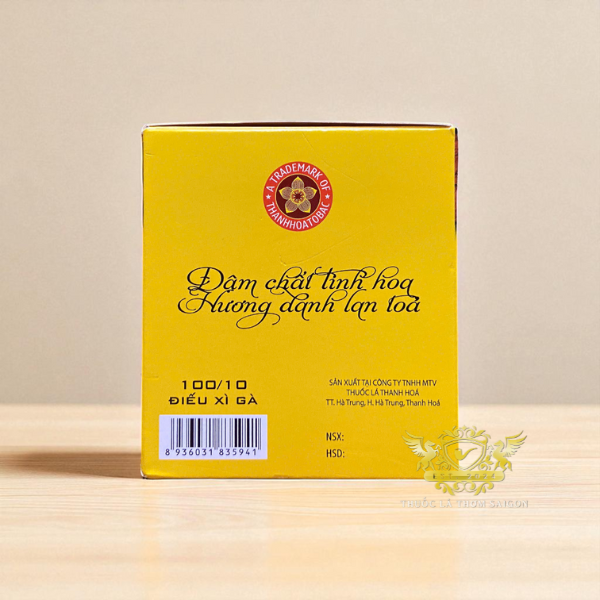 A TRADEMARK OF
THANHHOATOBAC
Đậm chất tinh hoa
Hương danh lan toả
100/10
ĐIẾU XÌ GÀ
8 936031 835941
SẢN XUẤT TẠI CÔNG TY TNHH MTV
THUỐC LÁ THANH HOÁ
TT. Hà Trung, H. Hà Trung, Thanh Hoá
NSX:
HSD:
THUỐC LÁ THƠM SAIGON